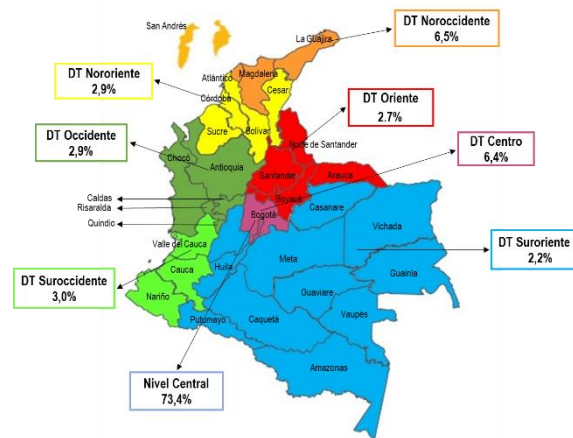 San Andrés
La Guajira
DT Noroccidente
6,5%
DT Nororiente
2,9%
Atlántico
Magdalena
Cesar
Córdoba
Sucre
Bolívar
DT Oriente
2.7%
Norte de Santander
DT Occidente
2,9%
DT Centro
6,4%
Chocó
Antioquia
Santander
Arauca
Boyacá
Caldas
Risaralda
Quindío
Bogotá
Casanare
Vichada
Valle del Cauca
DT Suroriente
2,2%
Meta
Huila
Guainía
DT Suroccidente
3,0%
Cauca
Nariño
Guaviare
Vaupés
Putumayo
Caquetá
Amazonas
Nivel Central
73,4%